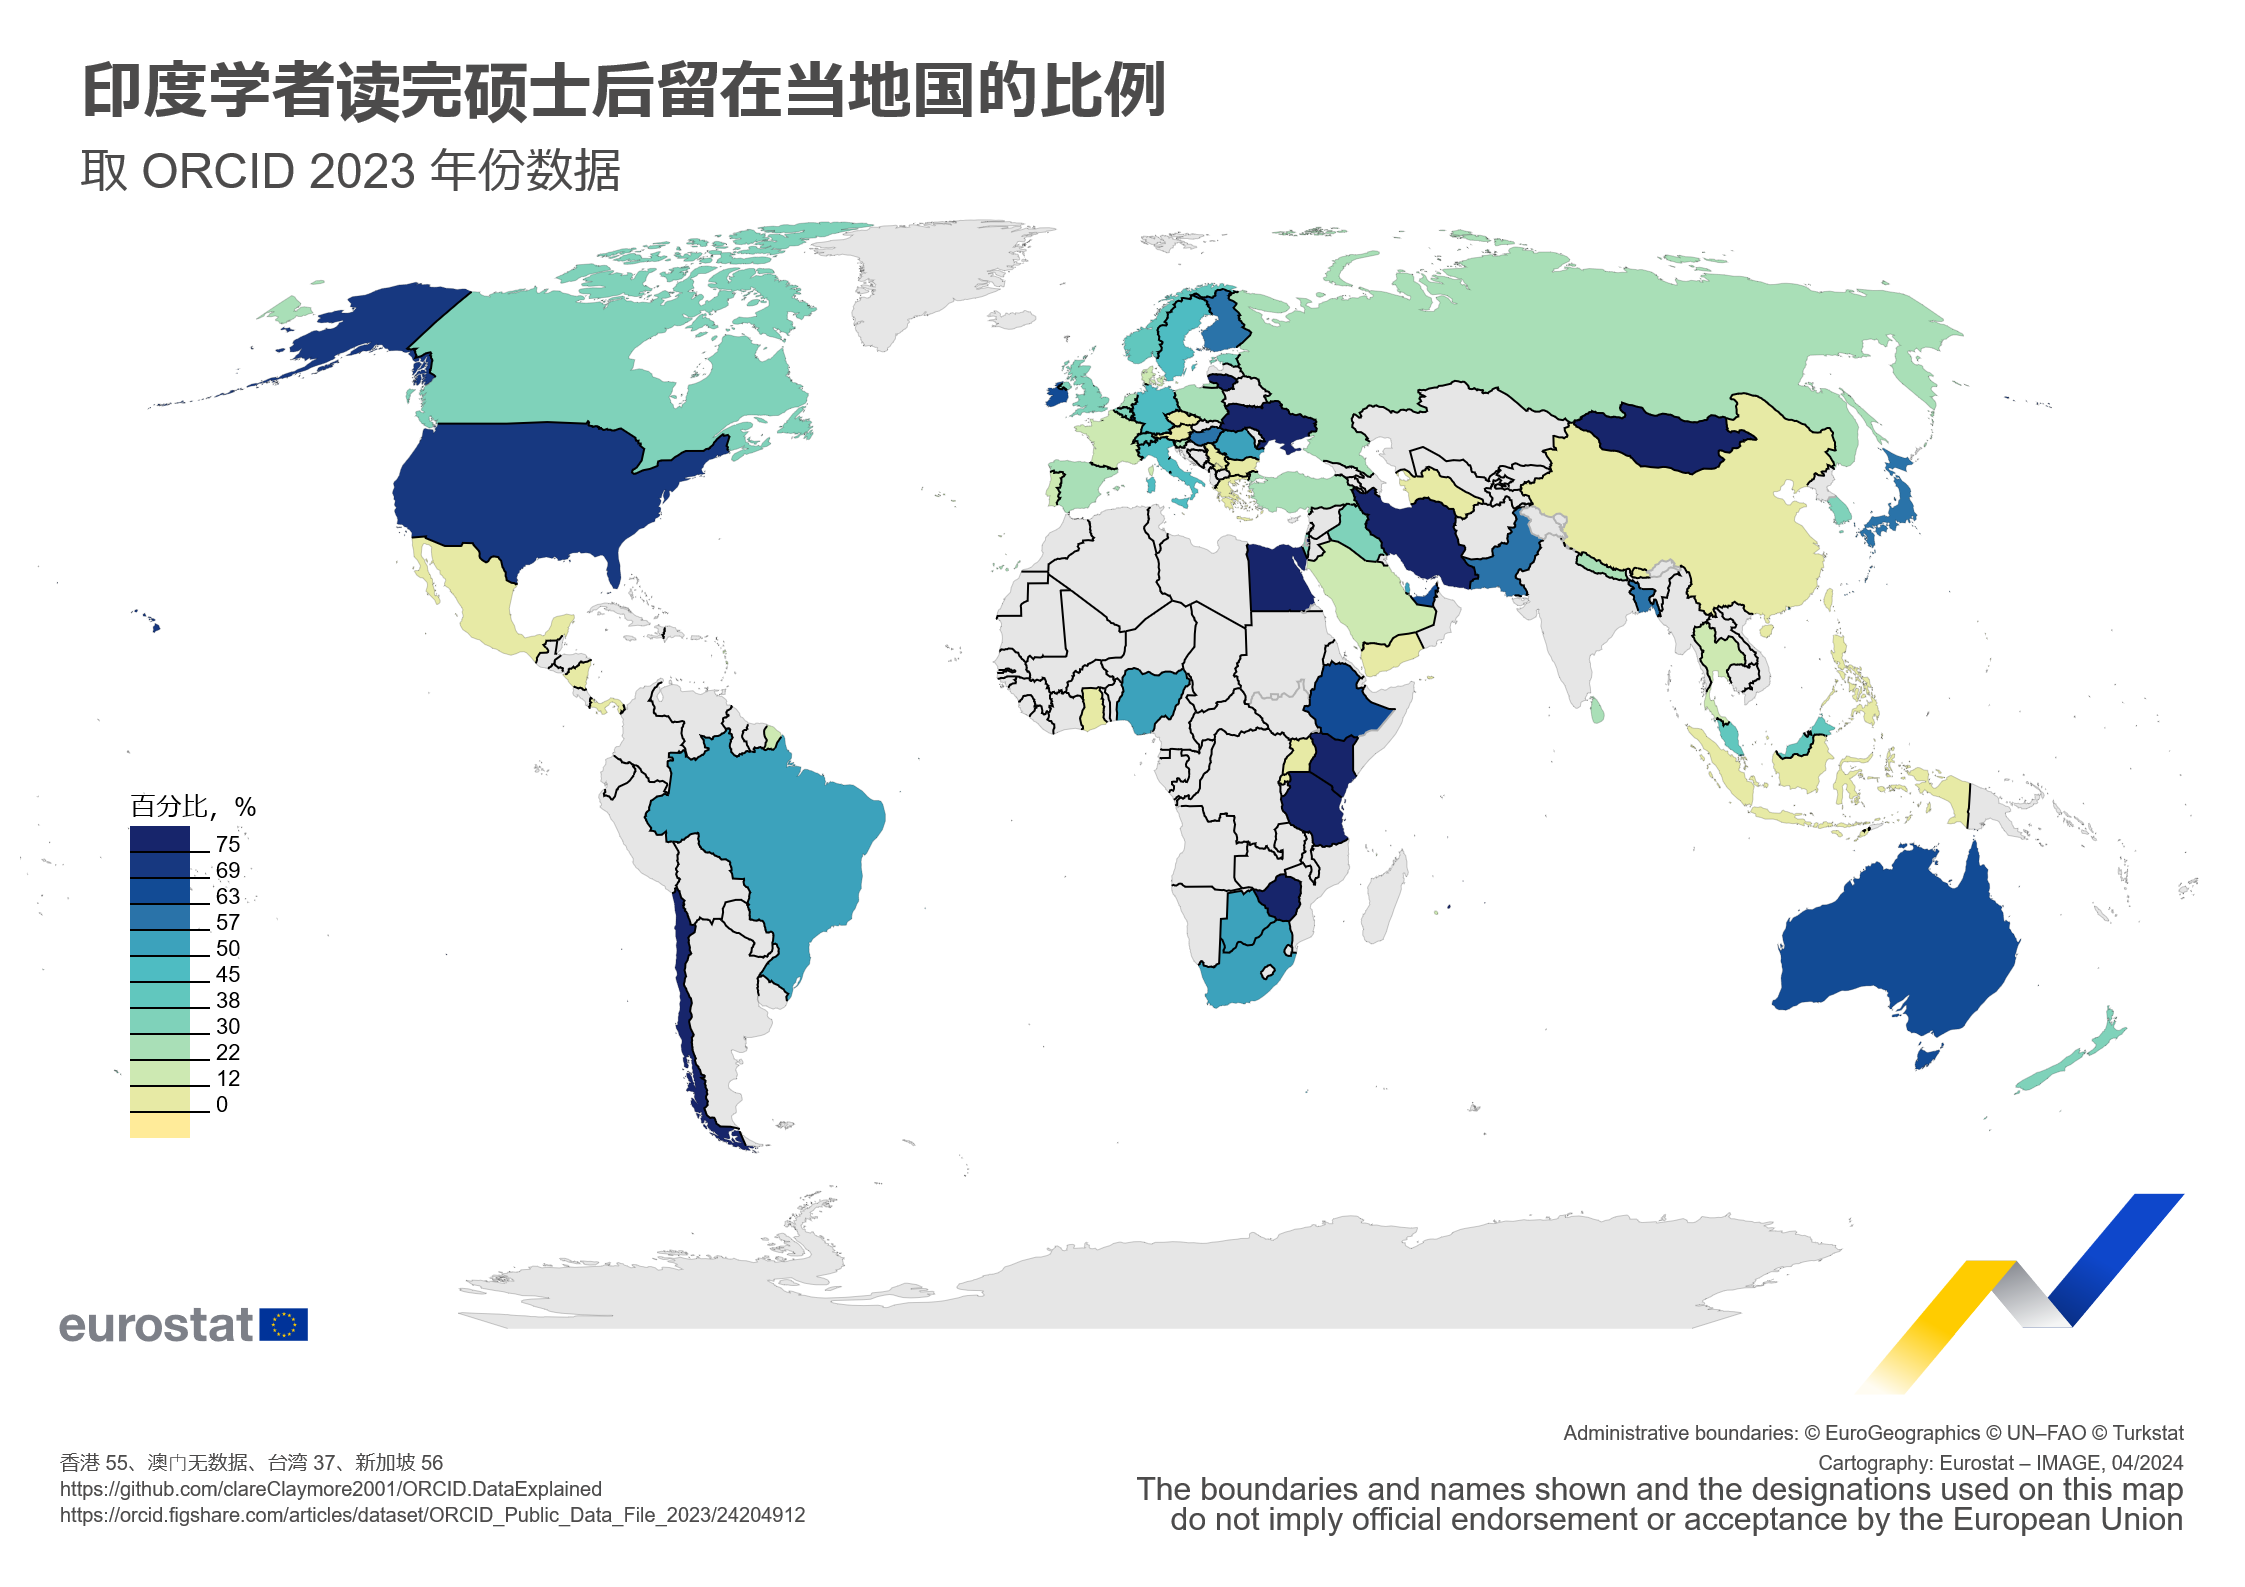 印度学者读完硕士后留在当地国的比例
取 ORCID 2023 年份数据
百分比，%
75
69
63
57
50
45
38
30
22
12
0
eurostat
香港 55、澳门无数据、台湾 37、新加坡 56
https://github.com/clareClaymore2001/ORCID.DataExplained
https://orcid.figshare.com/articles/dataset/ORCID_Public_Data_File_2023/24204912
Administrative boundaries: © EuroGeographics © UN–FAO © Turkstat
Cartography: Eurostat – IMAGE, 04/2024
The boundaries and names shown and the designations used on this map
do not imply official endorsement or acceptance by the European Union